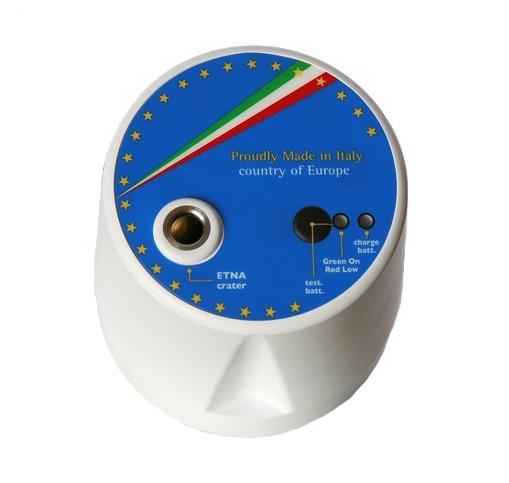 Proudly Made in Italy
country of Europe
ETNA
crater
test.
batt.
Green On
Red Low
charge
batt.